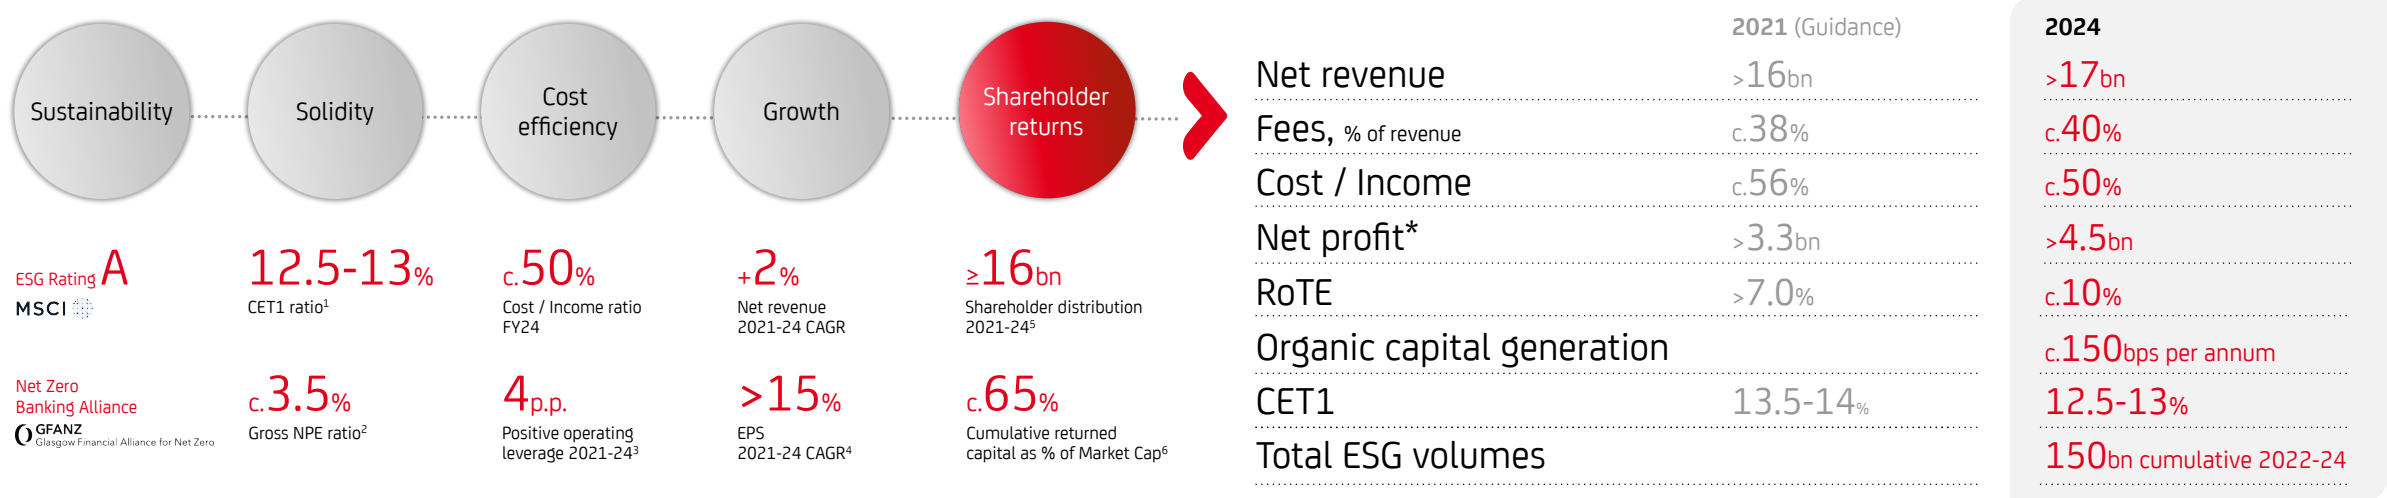 Sustainability
Solidity
Cost
efficiency
Growth
Shareholder
returns
ESG Rating A
MSCI
12.5-13%
CET1 ratio¹
c.50%
Cost / Income ratio
FY24
+2%
Net revenue
2021-24 CAGR
≥16bn
Shareholder distribution
2021-24⁵
Net Zero
Banking Alliance
GFANZ
Glasgow Financial Alliance for Net Zero
c.3.5%
Gross NPE ratio²
4p.p.
Positive operating
leverage 2021-24³
>15%
EPS
2021-24 CAGR⁴
c.65%
Cumulative returned
capital as % of Market Cap⁶
2021 (Guidance) 2024
Net revenue >16bn >17bn
Fees, % of revenue c.38% c.40%
Cost / Income c.56% c.50%
Net profit* >3.3bn >4.5bn
RoTE >7.0% c.10%
Organic capital generation c.150bps per annum
CET1 13.5-14% 12.5-13%
Total ESG volumes 150bn cumulative 2022-24